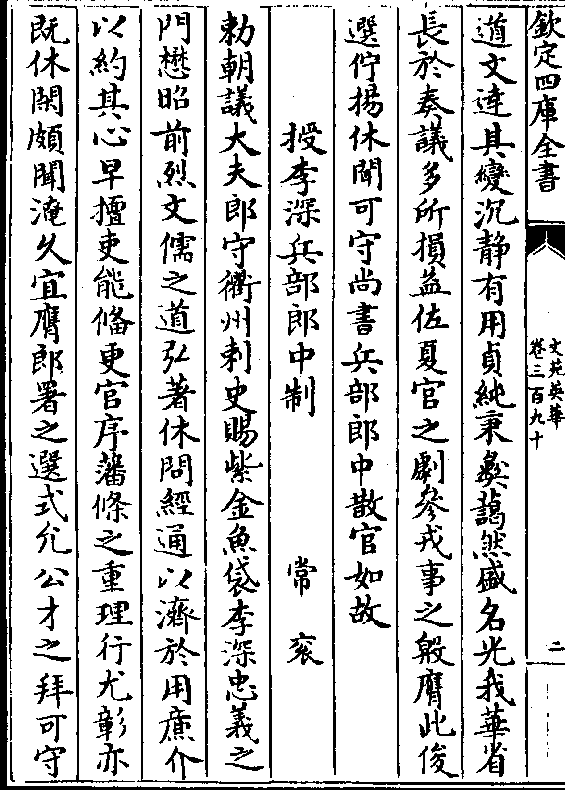 欽定四庫全書
文苑英華
卷三百九十
二
道文達其變沉静有用貞純秉彝藹然盛名光我華省
長於奏議多所損益佐夏官之劇參戎事之殷膺此俊
選佇揚休聞可守尚書兵部郎中散官如故
授李深兵部郎中制 常衮
勅朝議大夫郎守衢州刺史賜紫金魚袋李深忠義之
門懋昭前烈文儒之道弘著休問經通以濟於用廉介
以約其心早擅吏能備更官序藩條之重理行尤彰亦
既休閑頗聞淹久宜膺郎署之選式允公才之拜可守